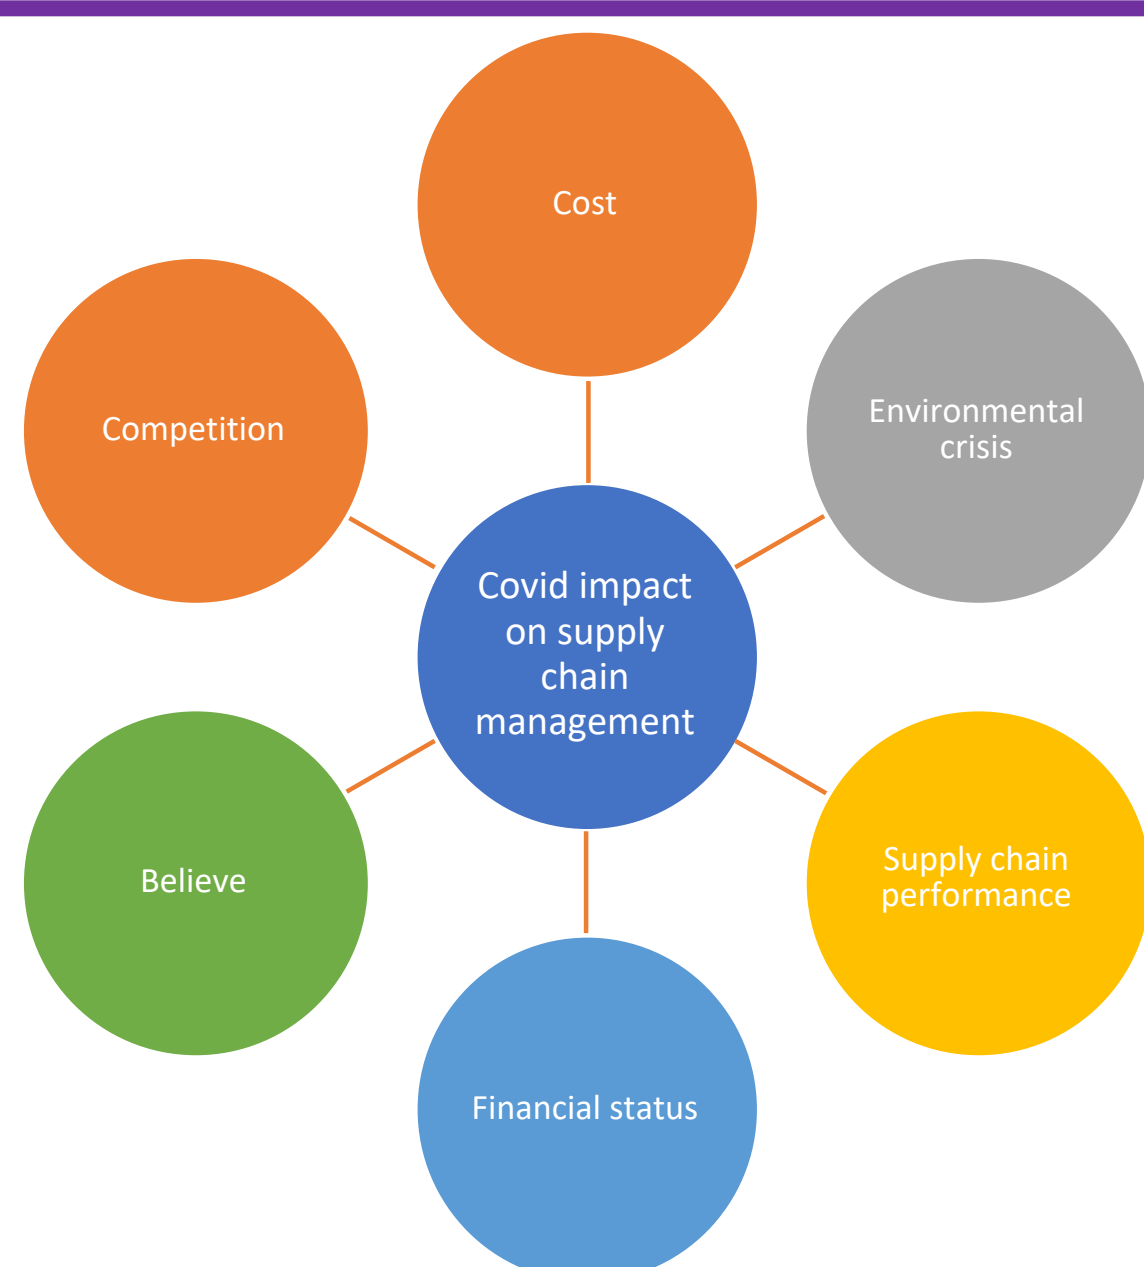 Cost
Competition
Environmental
crisis
Covid impact
on supply
chain
management
Believe
Supply chain
performance
Financial status